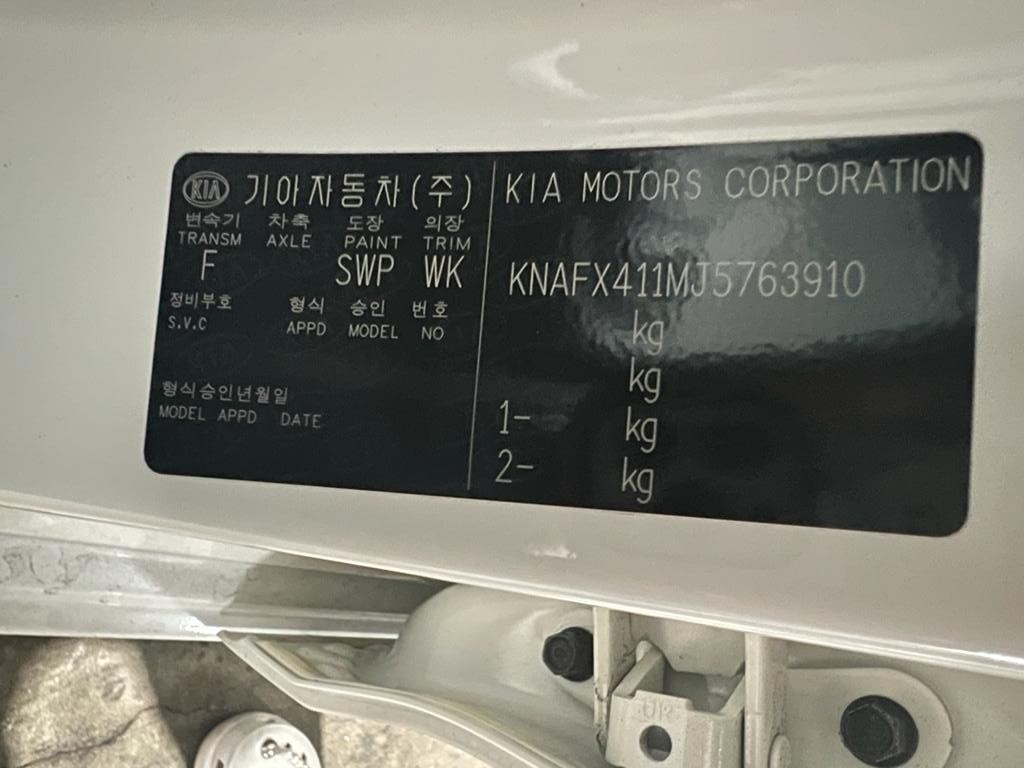 KIA 기아자동차(주)
변속기 차축 도장 의장
TRANSM AXLE PAINT TRIM
F SWP WK
정비부호 형식 승인 번호
S.V.C APPD MODEL NO
형식승인년월일
MODEL APPD DATE
KIA MOTORS CORPORATION
KNAFX411MJ5763910
kg
kg
1- kg
2- kg